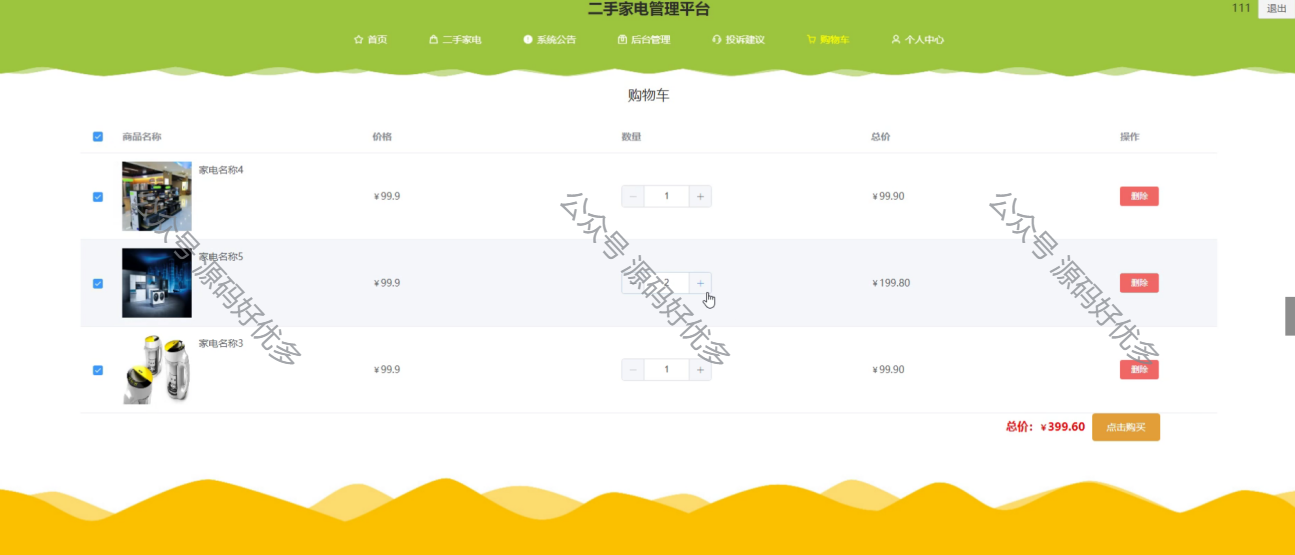 二手家电管理平台
111 退出
首页 二手家电 系统公告 后台管理 投诉建议 购物车 个人中心
购物车
商品名称 价格 数量 总价 操作
家电名称4 ¥99.9 1 ¥99.90 删除
家电名称5 ¥99.9 2 ¥199.80 删除
家电名称3 ¥99.9 1 ¥99.90 删除
总价：¥399.60 点击购买
公众号 源码好优多
公众号 源码好优多
公众号 源码好优多